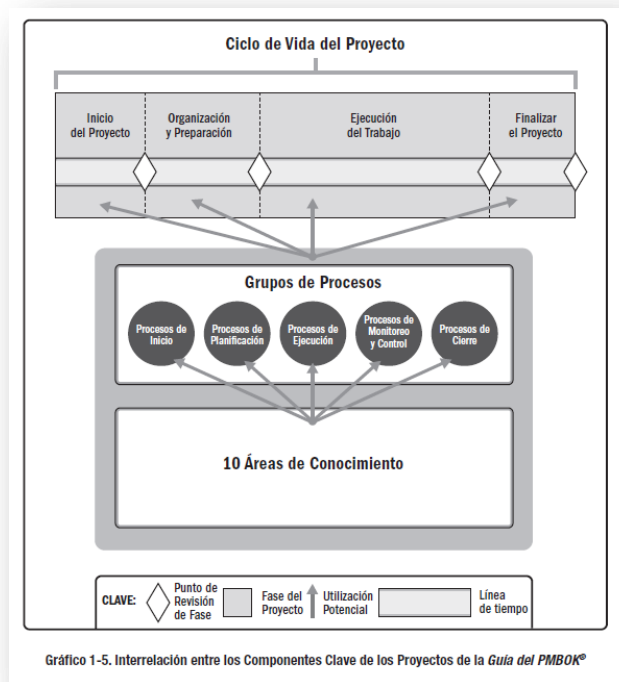 Ciclo de Vida del Proyecto
Inicio
del Proyecto
Organización
y Preparación
Ejecución
del Trabajo
Finalizar
el Proyecto
Grupos de Procesos
Procesos de
Inicio
Procesos de
Planificación
Procesos de
Ejecución
Procesos de
Monitoreo
y Control
Procesos de
Cierre
10 Áreas de Conocimiento
CLAVE:
Punto de
Revisión
de Fase
Fase del
Proyecto
Utilización
Potencial
Línea
de tiempo
Gráfico 1-5. Interrelación entre los Componentes Clave de los Proyectos de la Guía del PMBOK®